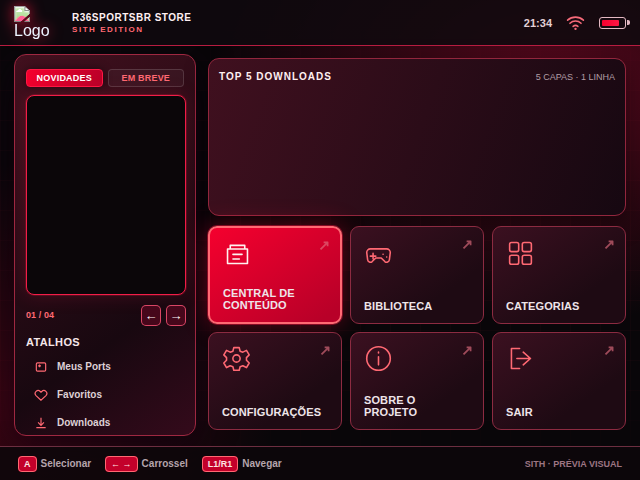 Logo
R36SPORTSBR STORE
SITH EDITION
21:34
NOVIDADES
EM BREVE
01 / 04
← →
ATALHOS
Meus Ports
Favoritos
Downloads
TOP 5 DOWNLOADS
5 CAPAS · 1 LINHA
CENTRAL DE
CONTEÚDO
BIBLIOTECA
CATEGORIAS
CONFIGURAÇÕES
SOBRE O
PROJETO
SAIR
A Selecionar
← → Carrossel
L1/R1 Navegar
SITH · PRÉVIA VISUAL